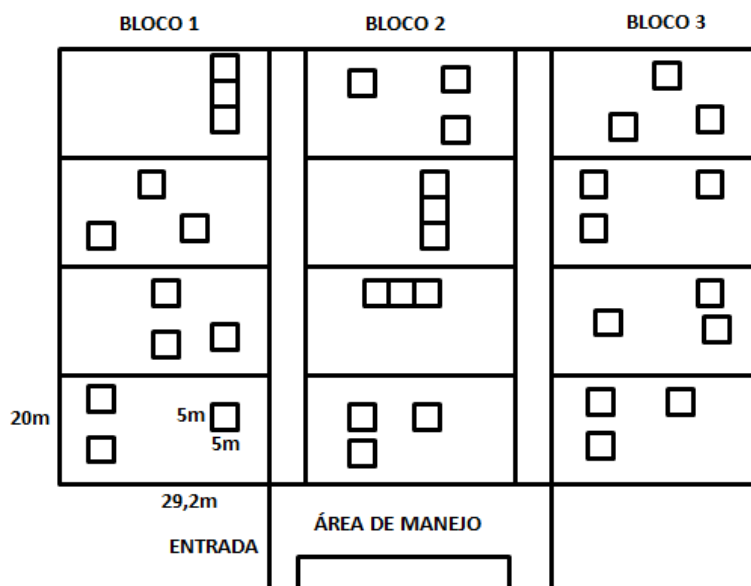 BLOCO 1
BLOCO 2
BLOCO 3
20m
5m
5m
29,2m
ÁREA DE MANEJO
ENTRADA